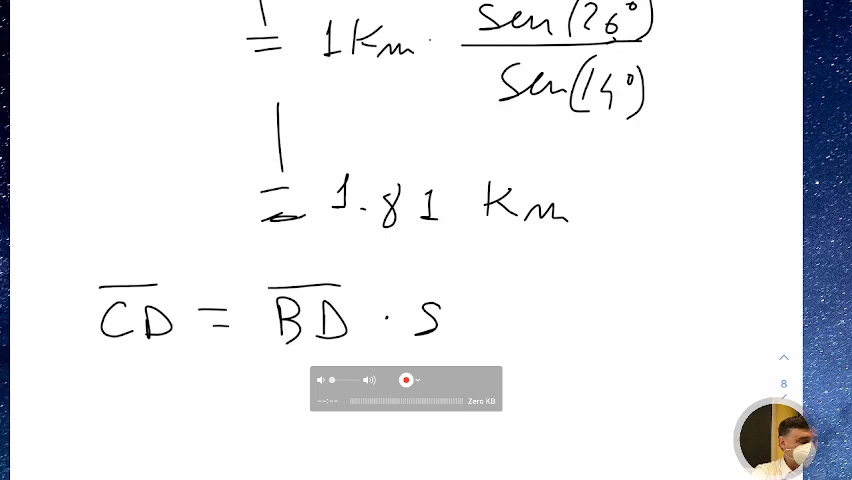 = 1Km · sen(26°)
sen(14°)
= 1.81 Km
CD = BD · s
--:--
Zero KB
8